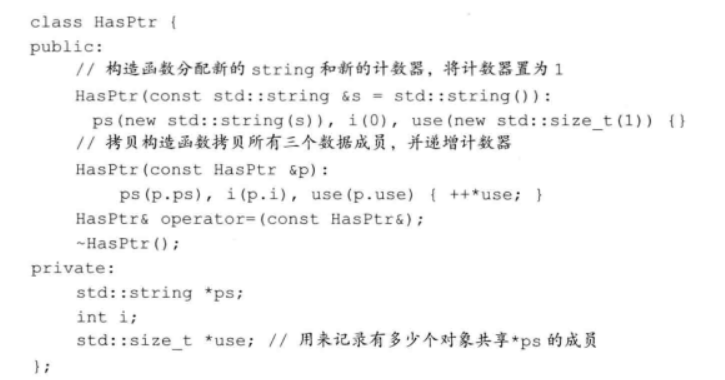 class HasPtr {
public:
    // 构造函数分配新的 string 和新的计数器，将计数器置为 1
    HasPtr(const std::string &s = std::string()):
      ps(new std::string(s)), i(0), use(new std::size_t(1)) {}
    // 拷贝构造函数拷贝所有三个数据成员，并递增计数器
    HasPtr(const HasPtr &p):
        ps(p.ps), i(p.i), use(p.use) { ++*use; }
    HasPtr& operator=(const HasPtr&);
    ~HasPtr();
private:
    std::string *ps;
    int i;
    std::size_t *use; // 用来记录有多少个对象共享*ps 的成员
};